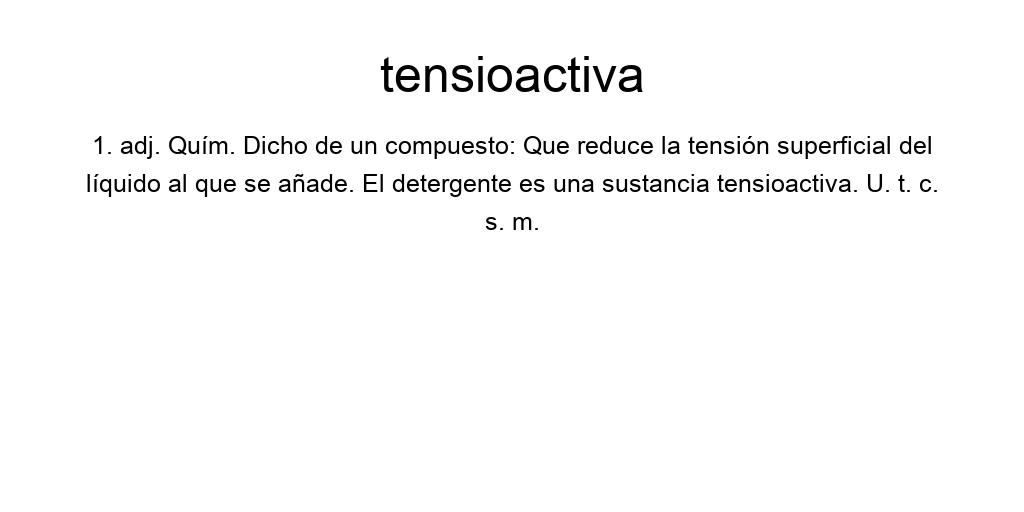 tensioactiva
1. adj. Quím. Dicho de un compuesto: Que reduce la tensión superficial del
líquido al que se añade. El detergente es una sustancia tensioactiva. U. t. c.
s. m.